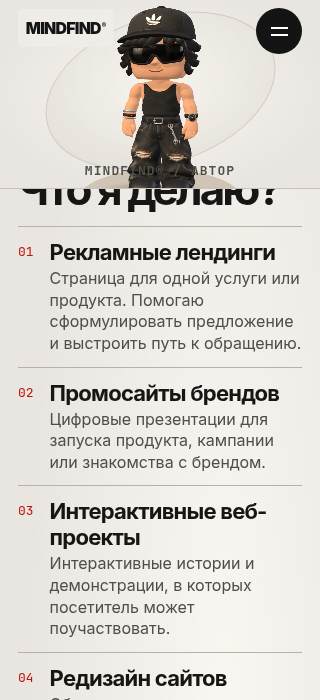 MINDFIND®
АВТОР
Что я делаю?
01
Рекламные лендинги
Страница для одной услуги или
продукта. Помогаю
сформулировать предложение
и выстроить путь к обращению.
02
Промосайты брендов
Цифровые презентации для
запуска продукта, кампании
или знакомства с брендом.
03
Интерактивные веб-
проекты
Интерактивные истории и
демонстрации, в которых
посетитель может
поучаствовать.
04
Редизайн сайтов